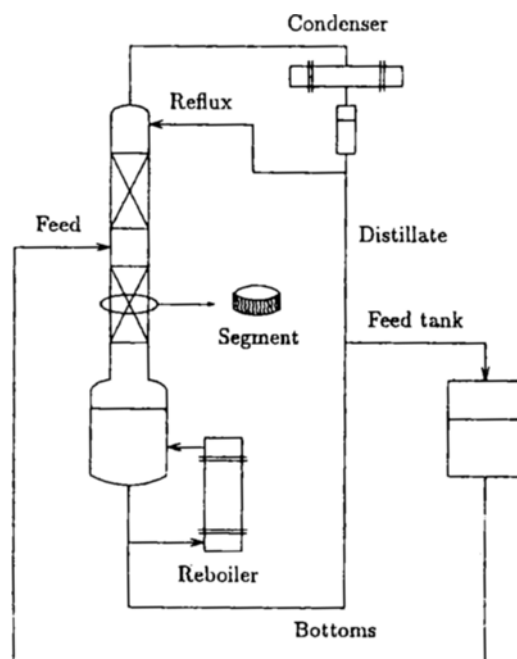 Condenser
Reflux
Feed
Distillate
Segment
Feed tank
Reboiler
Bottoms